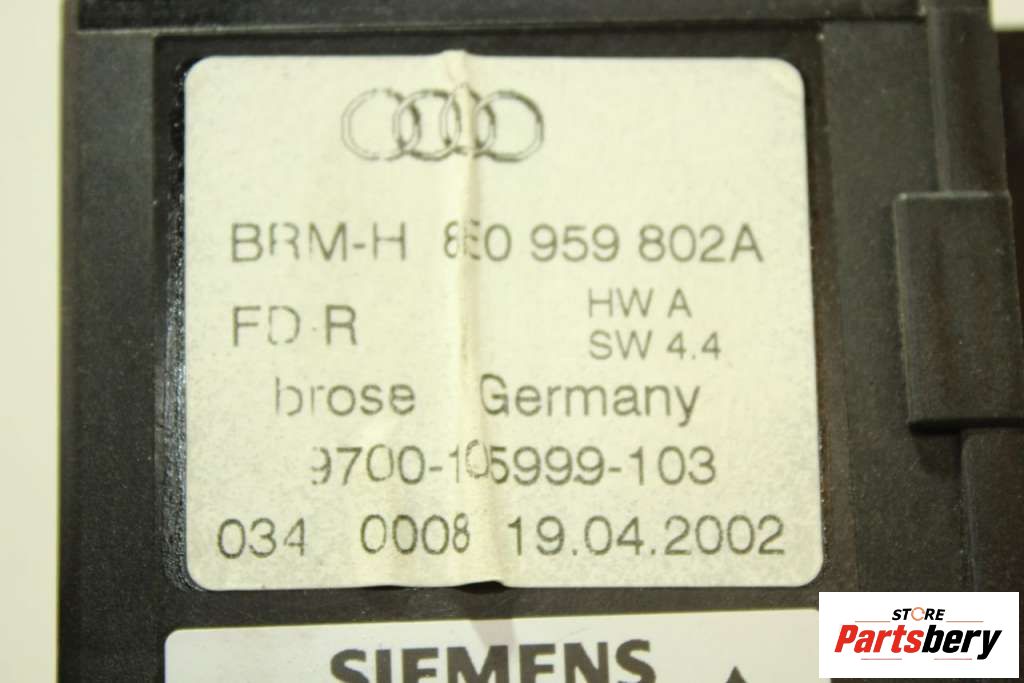 BRM-H 8E0 959 802A
FD-R HW A
SW 4.4
brose Germany
9700-105999-103
034 0008 19.04.2002
SIEMENS
STORE
Partsbery